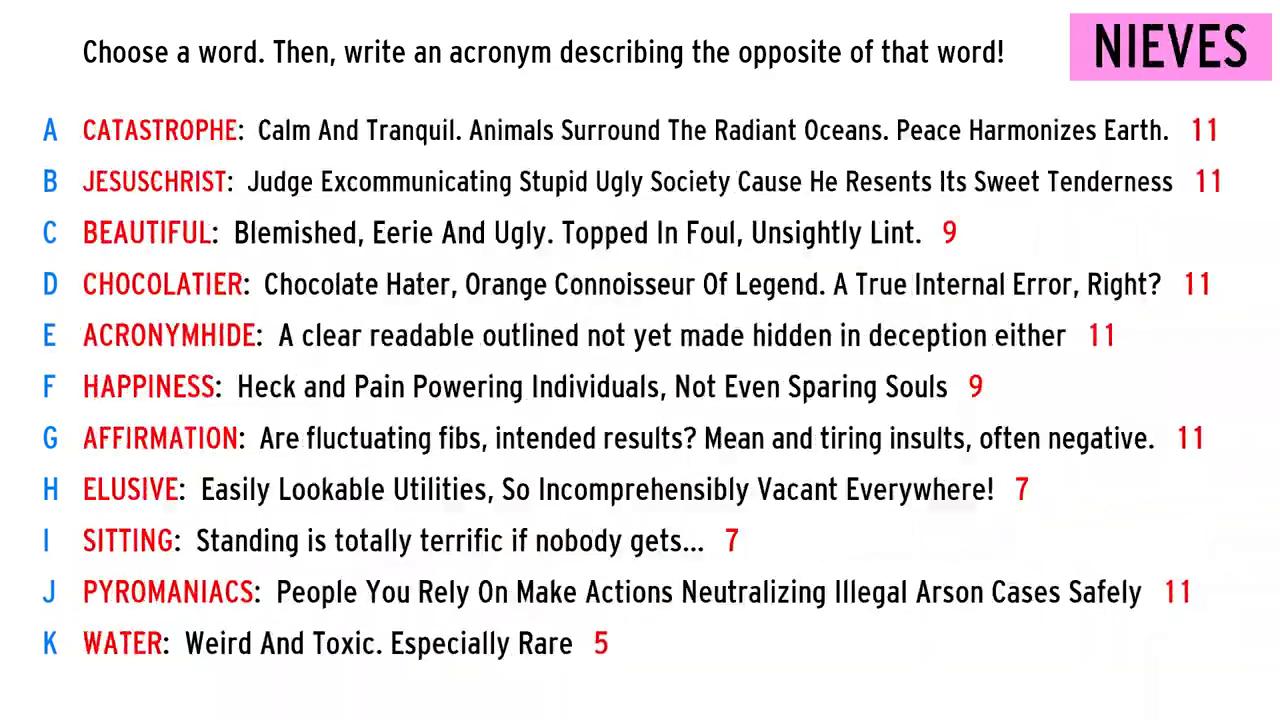 Choose a word. Then, write an acronym describing the opposite of that word!
NIEVES
A CATASTROPHE: Calm And Tranquil. Animals Surround The Radiant Oceans. Peace Harmonizes Earth. 11
B JESUSCHRIST: Judge Excommunicating Stupid Ugly Society Cause He Resents Its Sweet Tenderness 11
C BEAUTIFUL: Blemished, Eerie And Ugly. Topped In Foul, Unsightly Lint. 9
D CHOCOLATIER: Chocolate Hater, Orange Connoisseur Of Legend. A True Internal Error, Right? 11
E ACRONYMHIDE: A clear readable outlined not yet made hidden in deception either 11
F HAPPINESS: Heck and Pain Powering Individuals, Not Even Sparing Souls 9
G AFFIRMATION: Are fluctuating fibs, intended results? Mean and tiring insults, often negative. 11
H ELUSIVE: Easily Lookable Utilities, So Incomprehensibly Vacant Everywhere! 7
I SITTING: Standing is totally terrific if nobody gets... 7
J PYROMANIACS: People You Rely On Make Actions Neutralizing Illegal Arson Cases Safely 11
K WATER: Weird And Toxic. Especially Rare 5